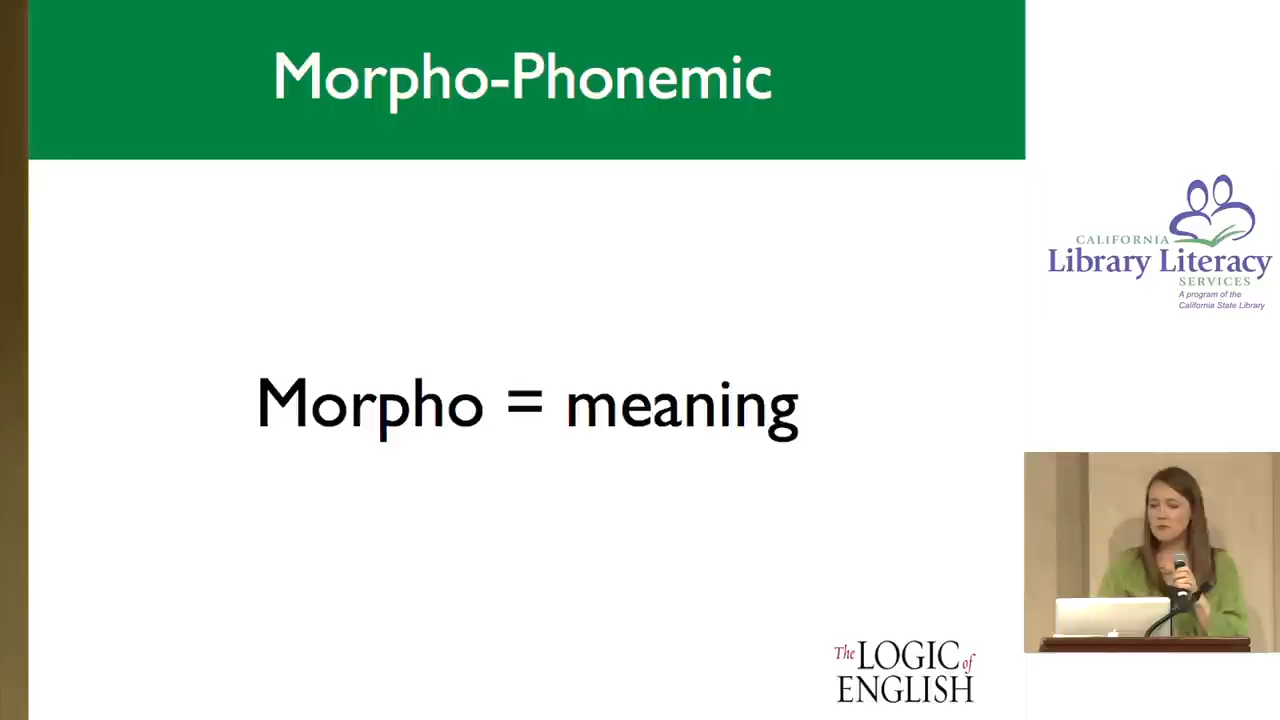 Morpho-Phonemic
Morpho = meaning
CALIFORNIA
Library Literacy
SERVICES
A program of the
California State Library
The LOGIC of
ENGLISH